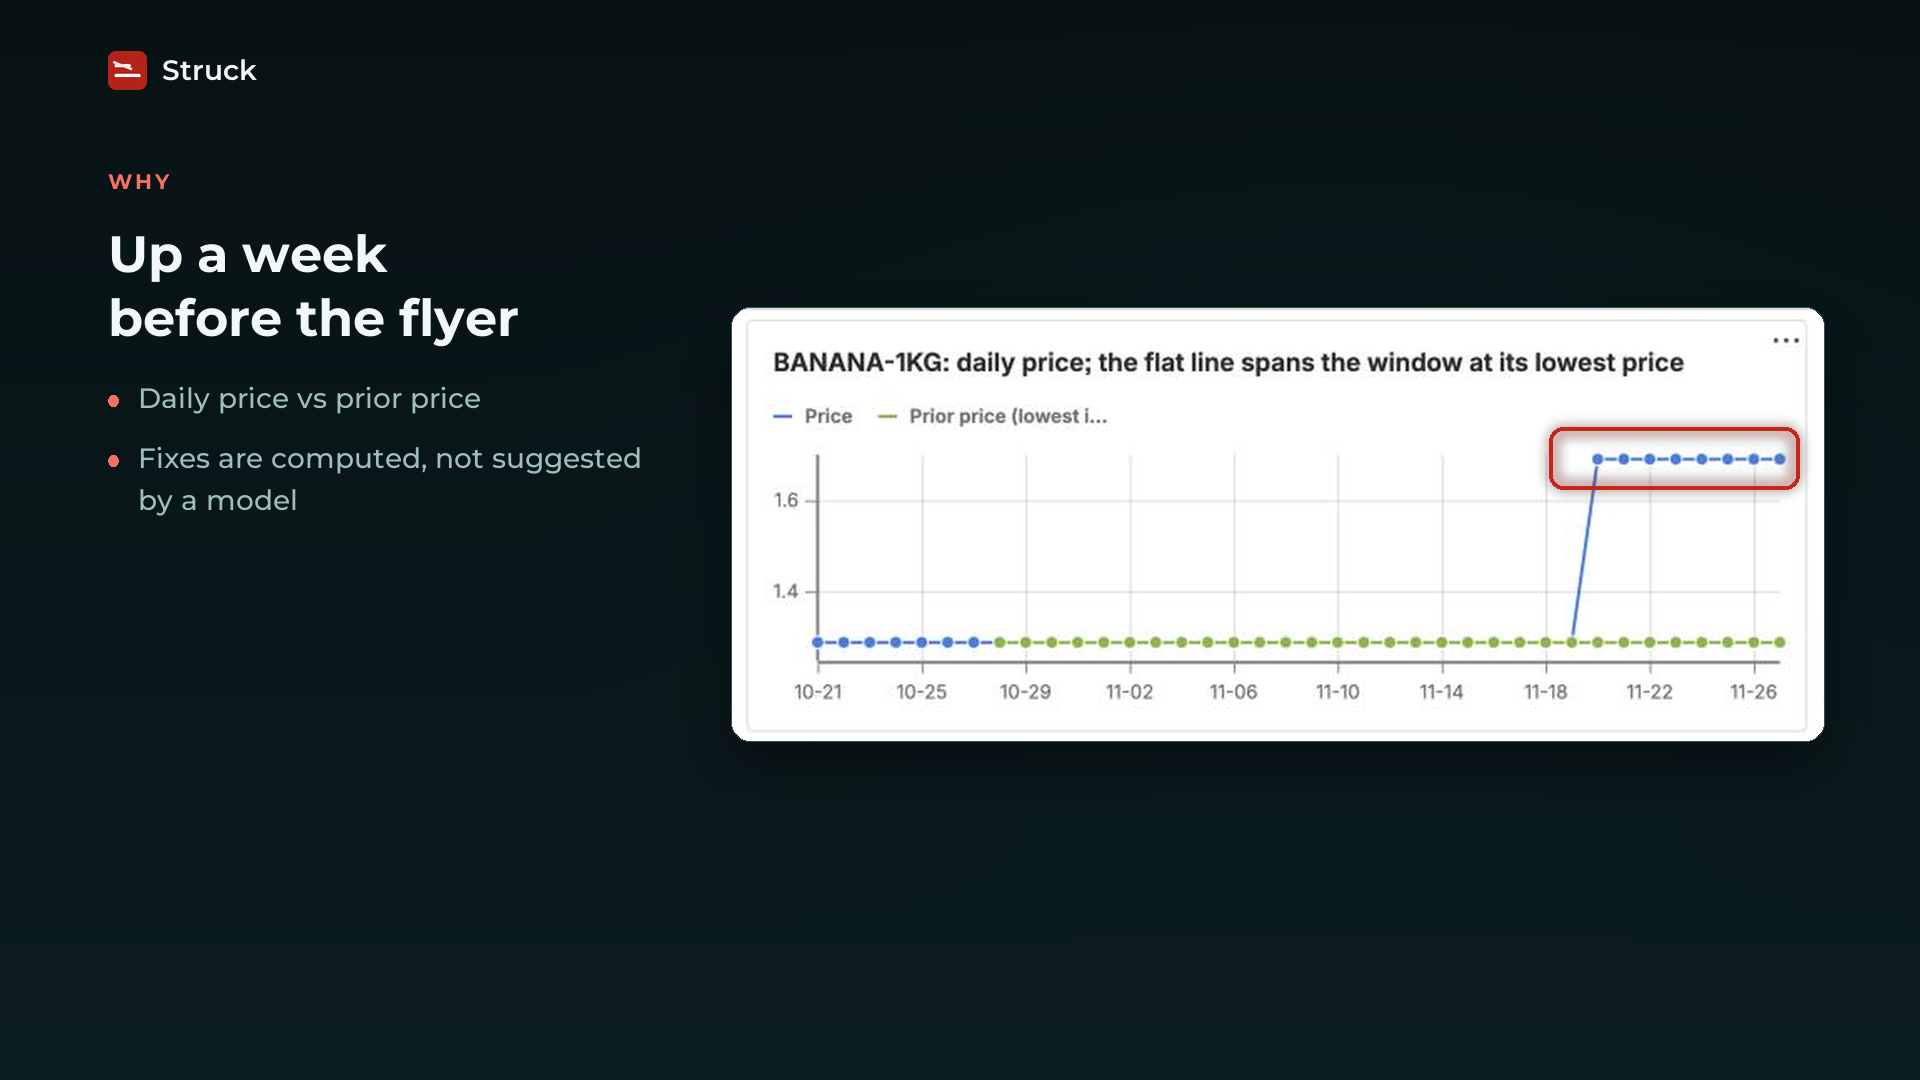 Struck
WHY
Up a week
before the flyer
Daily price vs prior price
Fixes are computed, not suggested
by a model
BANANA-1KG: daily price; the flat line spans the window at its lowest price
Price
Prior price (lowest i...
1.6
1.4
10-21
10-25
10-29
11-02
11-06
11-10
11-14
11-18
11-22
11-26